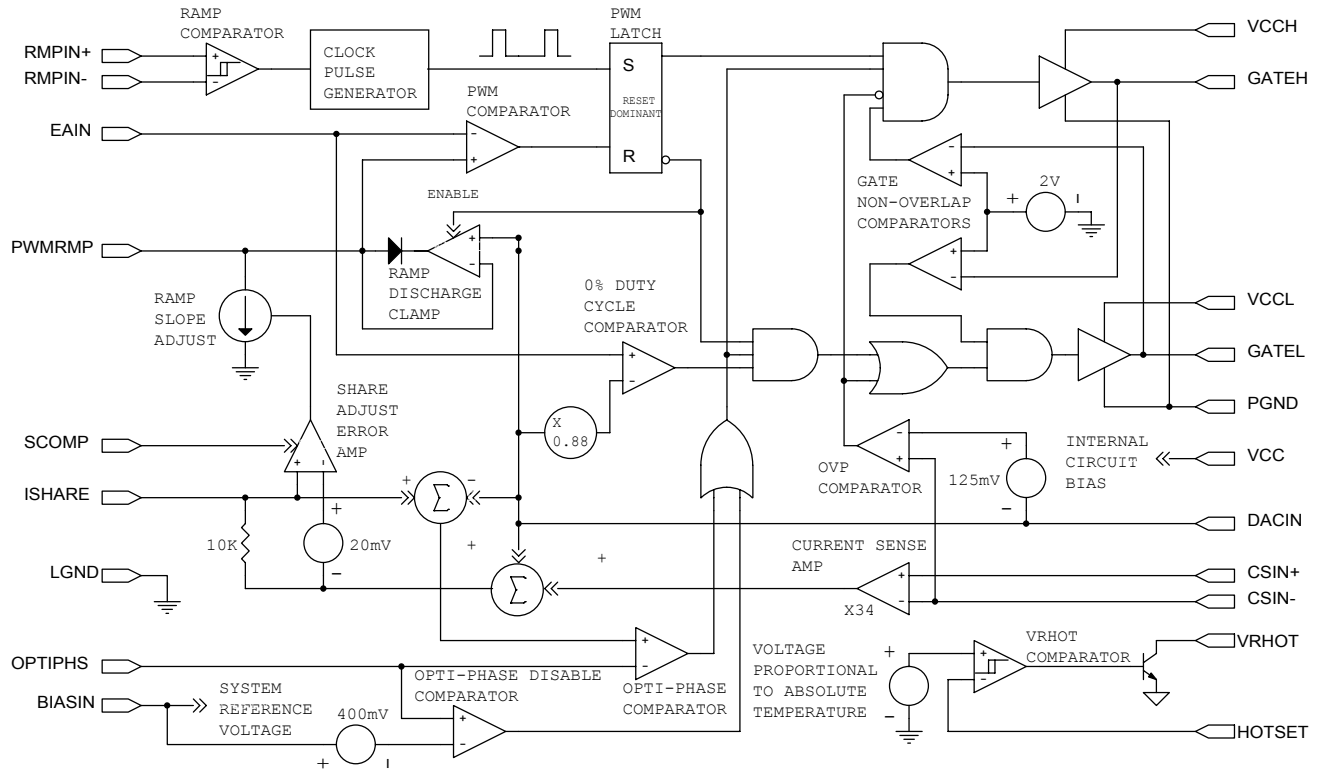 RAMP
COMPARATOR
PWM
LATCH
RMPIN+
RMPIN-
+
-
CLOCK
PULSE
GENERATOR
S
RESET
DOMINANT
R
VCCH
GATEH
EAIN
PWM
COMPARATOR
-
+
ENABLE
-
+
GATE
NON-OVERLAP
COMPARATORS
+
2V
-
+
-
PWMRMP
+
-
RAMP
DISCHARGE
CLAMP
RAMP
SLOPE
ADJUST
0% DUTY
CYCLE
COMPARATOR
+
-
VCCL
GATEL
PGND
SHARE
ADJUST
ERROR
AMP
SCOMP
+
-
X
0.88
OVP
COMPARATOR
-
+
+
125mV
-
INTERNAL
CIRCUIT
BIAS
VCC
ISHARE
+
Σ
-
+
20mV
-
10K
+
+
Σ
DACIN
CURRENT SENSE
AMP
+
-
X34
CSIN+
CSIN-
LGND
OPTIPHS
+
-
OPTI-PHASE DISABLE
COMPARATOR
OPTI-PHASE
COMPARATOR
VOLTAGE
PROPORTIONAL
TO ABSOLUTE
TEMPERATURE
+
-
VRHOT
COMPARATOR
+
-
VRHOT
BIASIN
SYSTEM
REFERENCE
VOLTAGE
400mV
+
-
+
-
HOTSET